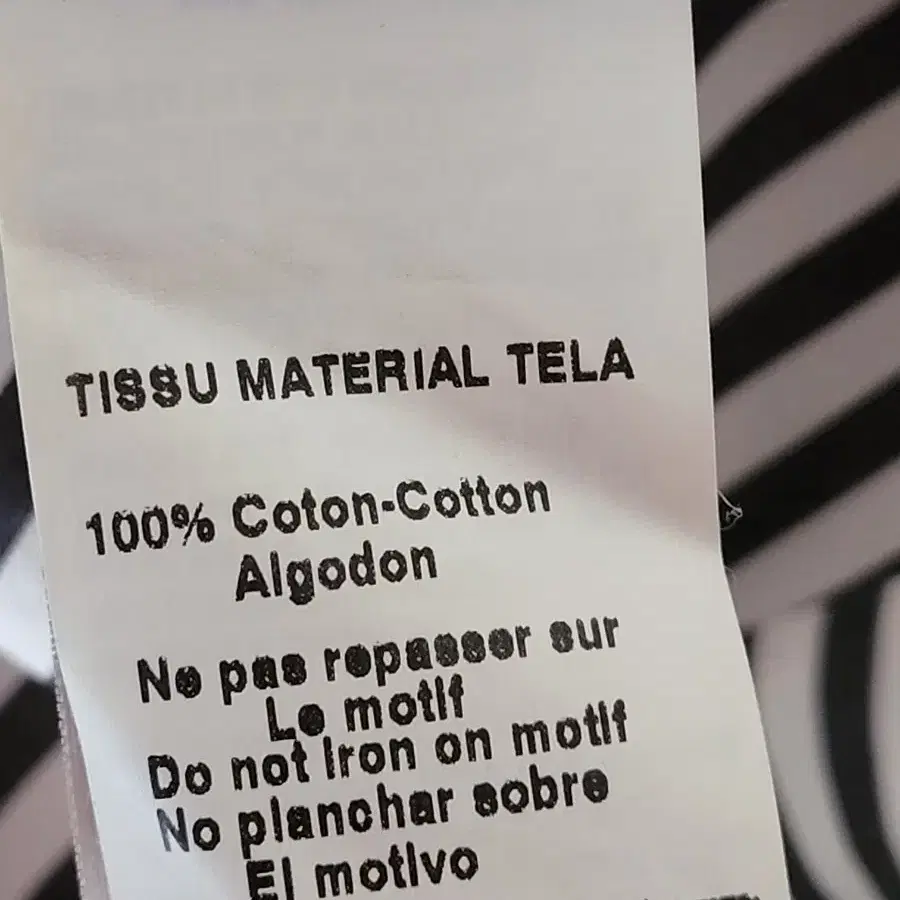 TISSU MATERIAL TELA
100% Coton-Cotton
Algodon
Ne pas repasser sur
Le motif
Do not Iron on motif
No planchar sobre
El motivo